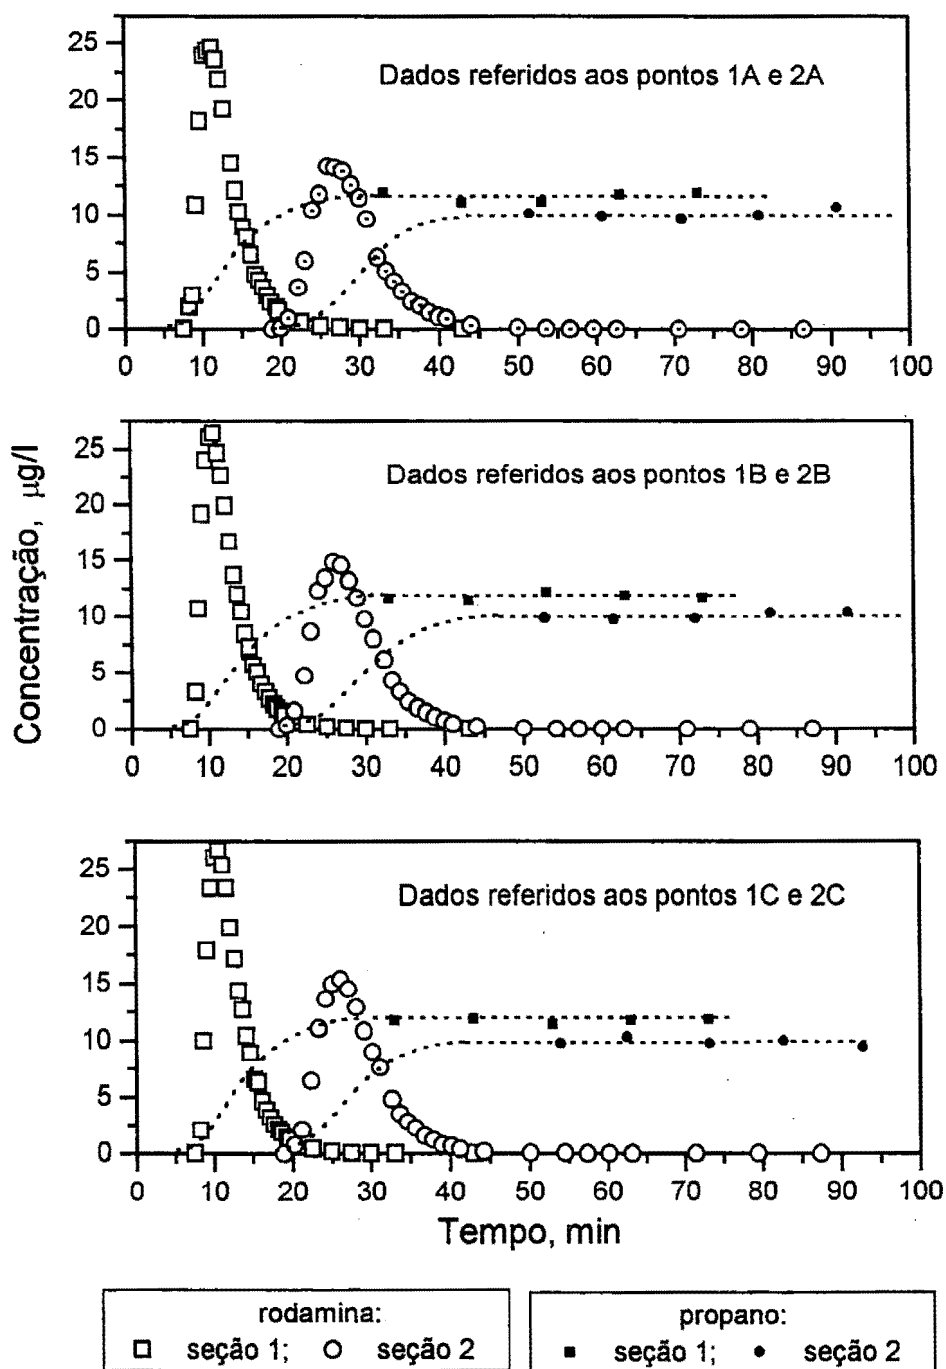 25
20
15
10
5
0
Dados referidos aos pontos 1A e 2A
0 10 20 30 40 50 60 70 80 90 100
25
20
15
10
5
0
Dados referidos aos pontos 1B e 2B
0 10 20 30 40 50 60 70 80 90 100
Concentração, μg/l
25
20
15
10
5
0
Dados referidos aos pontos 1C e 2C
0 10 20 30 40 50 60 70 80 90 100
Tempo, min
rodamina:
seção 1; seção 2
propano:
seção 1; seção 2